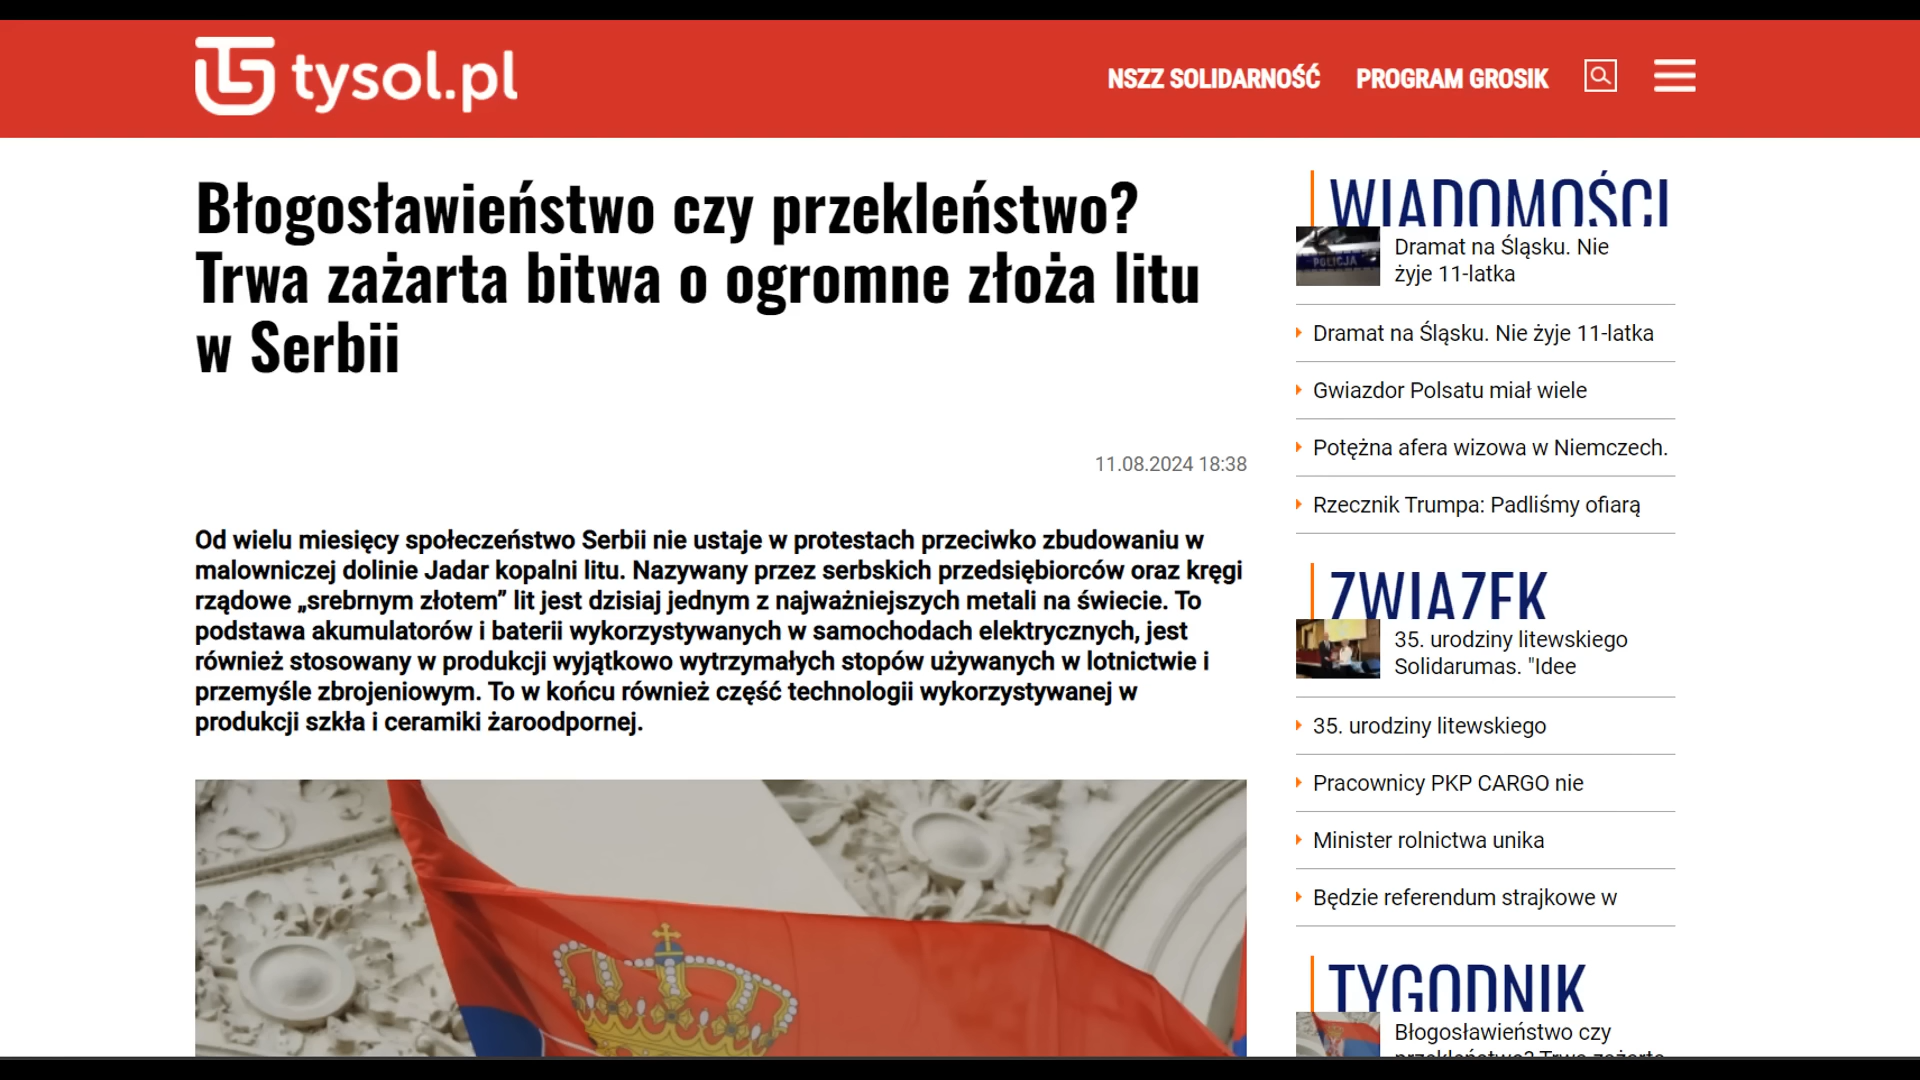 tysol.pl
NSZZ SOLIDARNOŚĆ
PROGRAM GROSIK
Błogosławieństwo czy przekleństwo?
Trwa zażarta bitwa o ogromne złoża litu
w Serbii
11.08.2024 18:38
Od wielu miesięcy społeczeństwo Serbii nie ustaje w protestach przeciwko zbudowaniu w
malowniczej dolinie Jadar kopalni litu. Nazywany przez serbskich przedsiębiorców oraz kręgi
rządowe „srebrnym złotem” lit jest dzisiaj jednym z najważniejszych metali na świecie. To
podstawa akumulatorów i baterii wykorzystywanych w samochodach elektrycznych, jest
również stosowany w produkcji wyjątkowo wytrzymałych stopów używanych w lotnictwie i
przemyśle zbrojeniowym. To w końcu również część technologii wykorzystywanej w
produkcji szkła i ceramiki żaroodpornej.
WIADOMOŚCI
POLICJA
Dramat na Śląsku. Nie
żyje 11-latka
Dramat na Śląsku. Nie żyje 11-latka
Gwiazdor Polsatu miał wiele
Potężna afera wizowa w Niemczech.
Rzecznik Trumpa: Padliśmy ofiarą
ZWIĄZEK
35. urodziny litewskiego
Solidarumas. "Idee
35. urodziny litewskiego
Pracownicy PKP CARGO nie
Minister rolnictwa unika
Będzie referendum strajkowe w
TYGODNIK
Błogosławieństwo czy
przekleństwo? Trwa zażarta